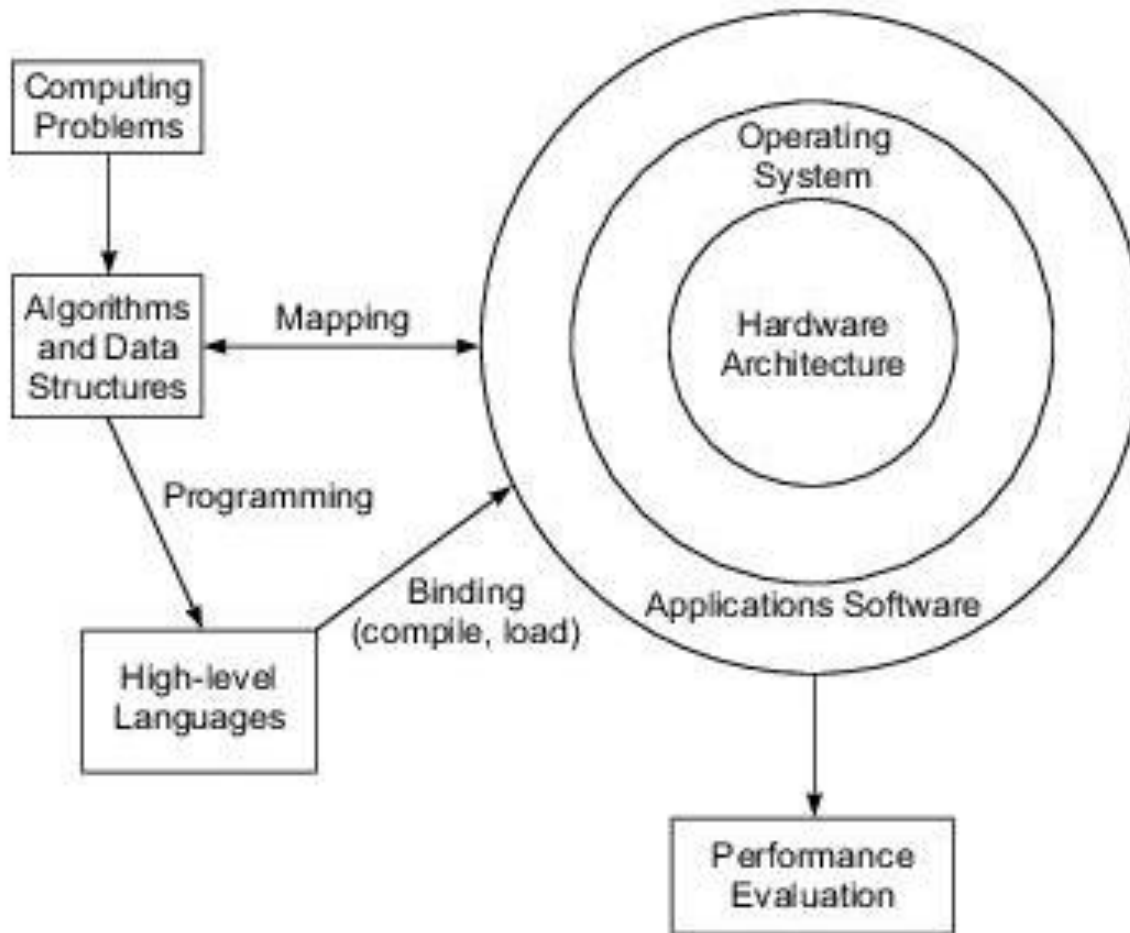 Computing
Problems
Operating
System
Algorithms
and Data
Structures
Mapping
Hardware
Architecture
Programming
Binding
(compile, load)
Applications Software
High-level
Languages
Performance
Evaluation